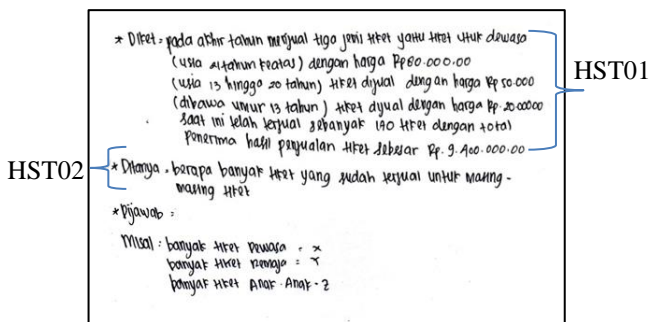 * Diket : pada akhir tahun menjual tiga jenis tiket yaitu tiket utuk dewasa
(usia 21 tahun keatas) dengan harga Rp60.000.00
(usia 13 hingga 20 tahun) tiket dijual dengan harga Rp 50.000
(dibawa umur 13 tahun) tiket dijual dengan harga Rp. 20.00000
saat ini telah terjual sebanyak 190 tiket dengan total
penerima hasil penjualan tiket sebesar Rp. 9.400.000.00
HST01
HST02
* Ditanya : berapa banyak tiket yang sudah terjual untuk masing -
masing tiket
* Dijawab :
Misal : banyak tiket Dewasa = x
banyak tiket remaja = Y
banyak tiket Anak-Anak = z